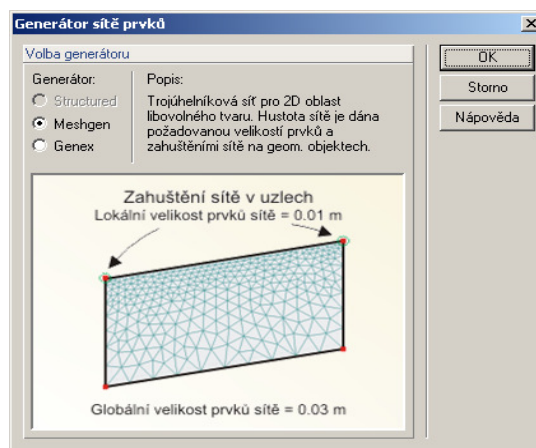 Generátor sítě prvků
Volba generátoru
Generátor:
Structured
Meshgen
Genex
Popis:
Trojúhelníková síť pro 2D oblast
libovolného tvaru. Hustota sítě je dána
požadovanou velikostí prvků a
zahuštěními sítě na geom. objektech.
OK
Storno
Nápověda
Zahuštění sítě v uzlech
Lokální velikost prvků sítě = 0.01 m
Globální velikost prvků sítě = 0.03 m